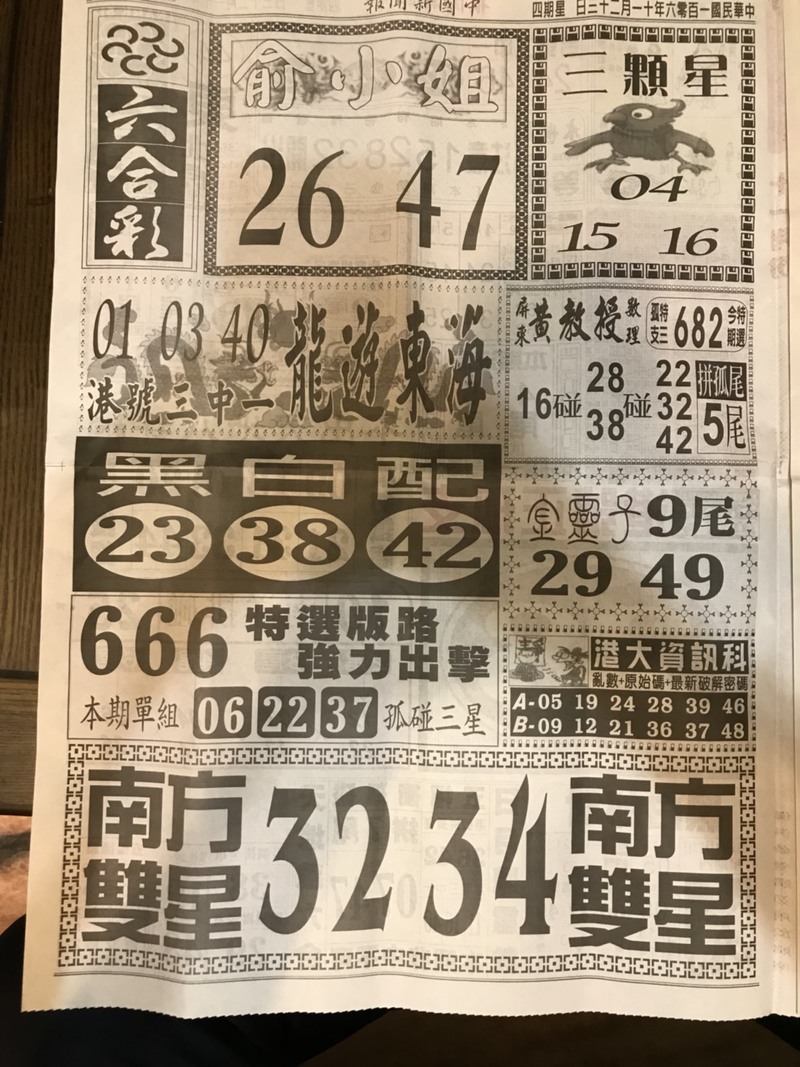 報聞新國中
中華民國一百零六年十一月二十三日 星期四
六合彩
俞小姐
26 47
三顆星
04
15 16
01 03 40 龍遊東海
港號三中一
屏東黃教授數理
孤特支三 682 今特期選
16碰 28 38 碰 22 32 42
拼孤尾
5尾
黑白配
23 38 42
金靈子 9尾
29 49
666 特選版路
強力出擊
本期單組 06 22 37 孤碰三星
港大資訊科
亂數+原始碼+最新破解密碼
A-05 19 24 28 39 46
B-09 12 21 36 37 48
南方雙星 32 34 南方雙星